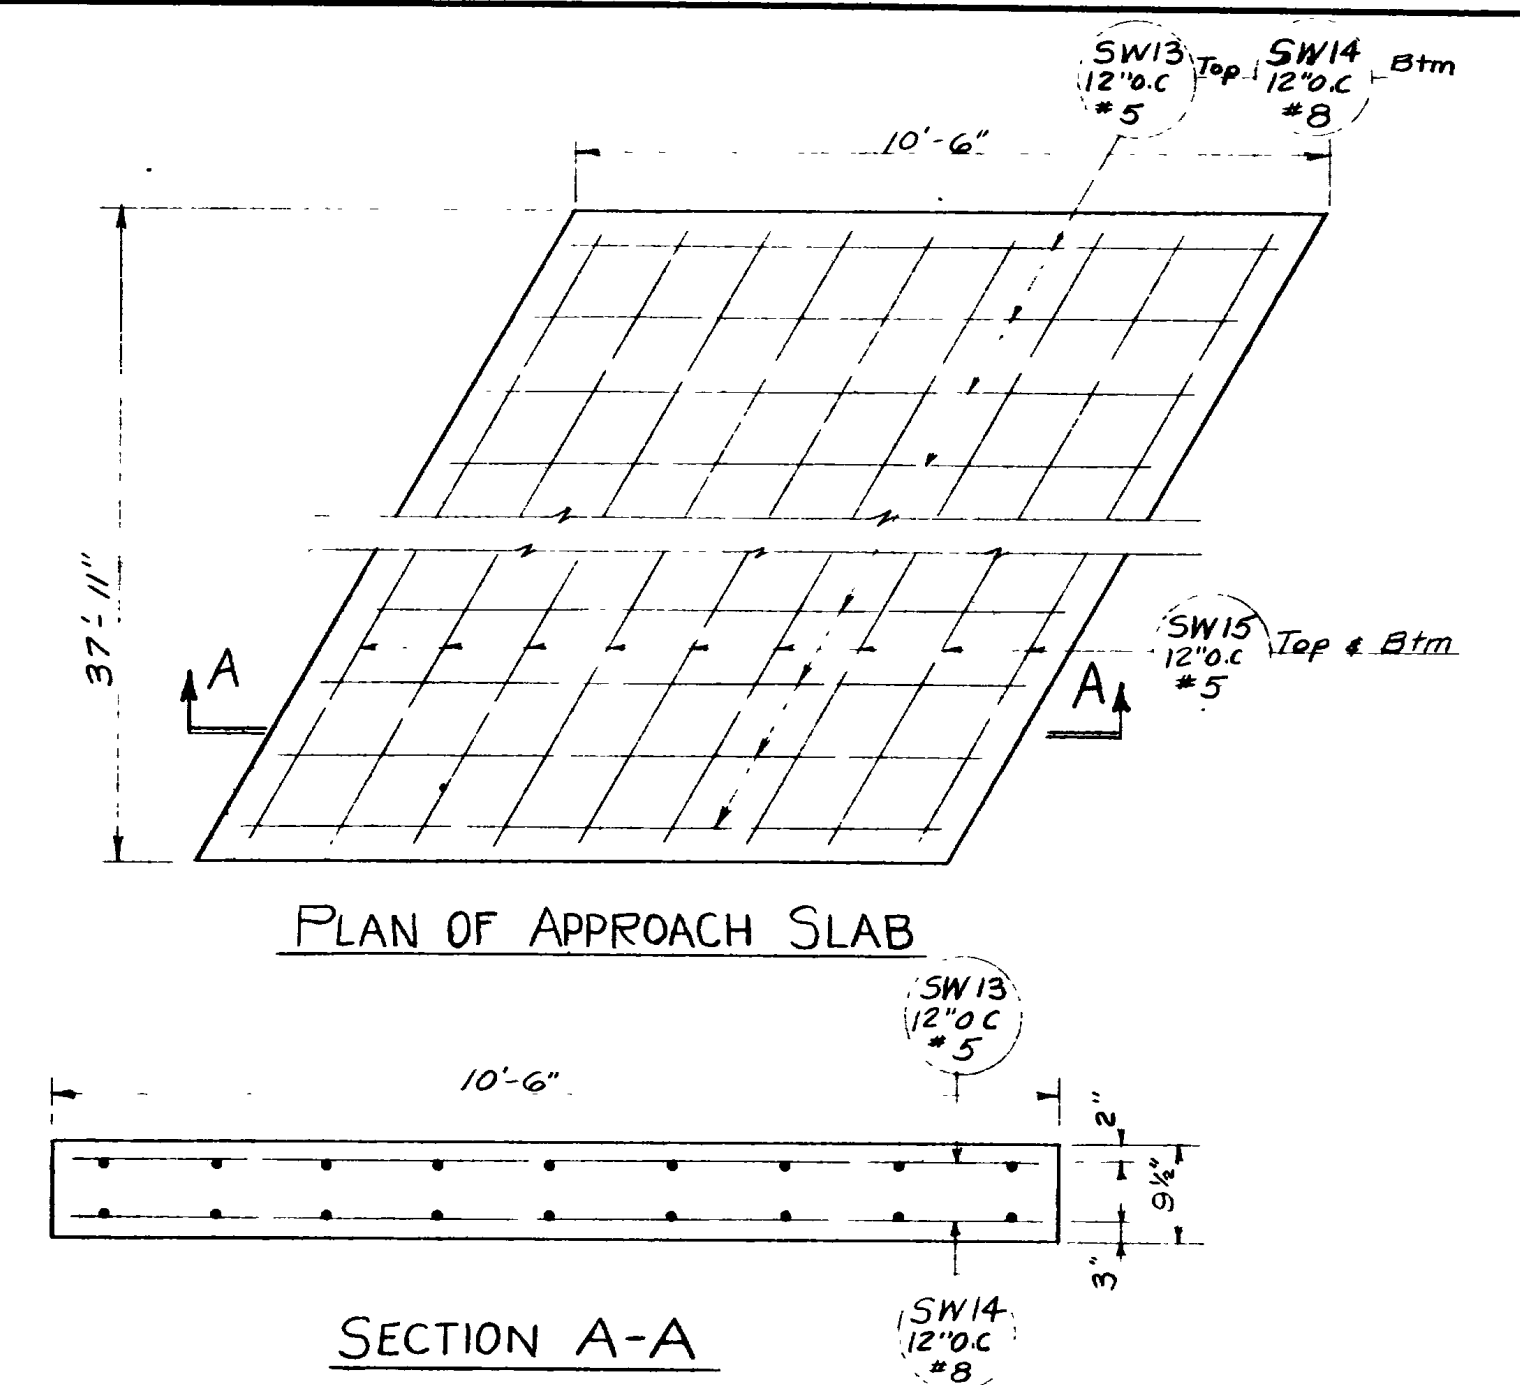 SW13
12"O.C
#5
Top
SW14
12"O.C
#8
Btm
10'-6"
37'-11"
A
A
SW15
12"O.C
#5
Top & Btm
PLAN OF APPROACH SLAB
SW13
12"O C
#5
10'-6"
2"
9½"
3"
SW14
12"O.C
#8
SECTION A-A